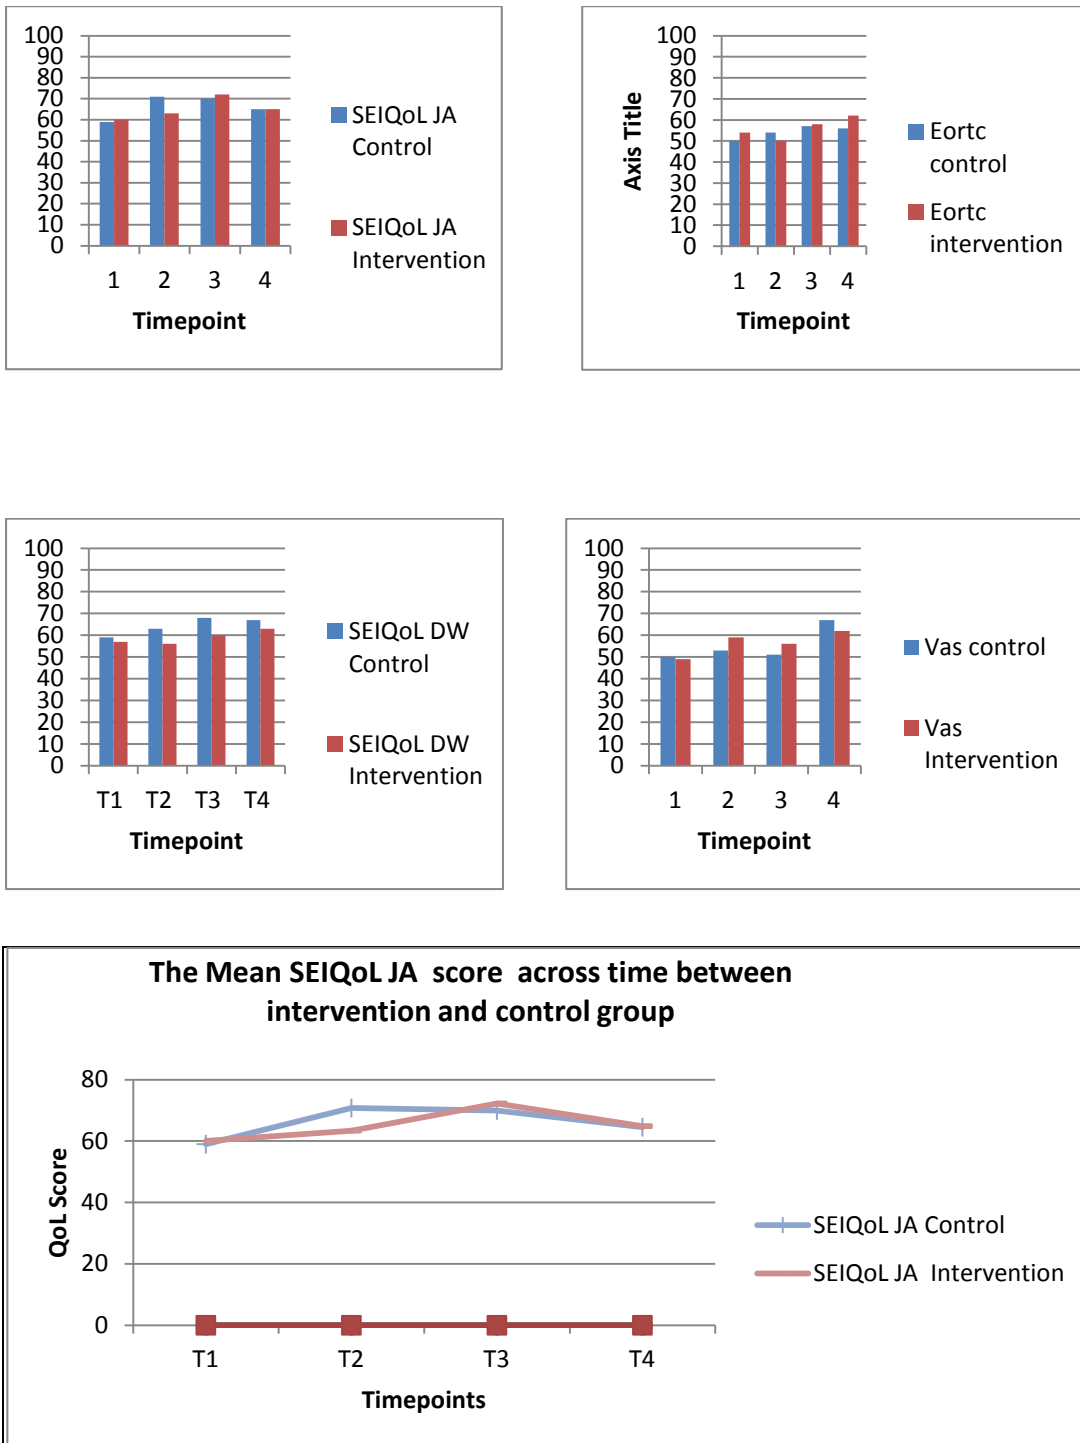 100
90
80
70
60
50
40
30
20
10
0
1 2 3 4
Timepoint
SEIQoL JA
Control
SEIQoL JA
Intervention
Axis Title
100
90
80
70
60
50
40
30
20
10
0
1 2 3 4
Timepoint
Eortc
control
Eortc
intervention
100
90
80
70
60
50
40
30
20
10
0
T1 T2 T3 T4
Timepoint
SEIQoL DW
Control
SEIQoL DW
Intervention
100
90
80
70
60
50
40
30
20
10
0
1 2 3 4
Timepoint
Vas control
Vas
Intervention
The Mean SEIQoL JA score across time between
intervention and control group
QoL Score
80
60
40
20
0
T1 T2 T3 T4
Timepoints
SEIQoL JA Control
SEIQoL JA Intervention